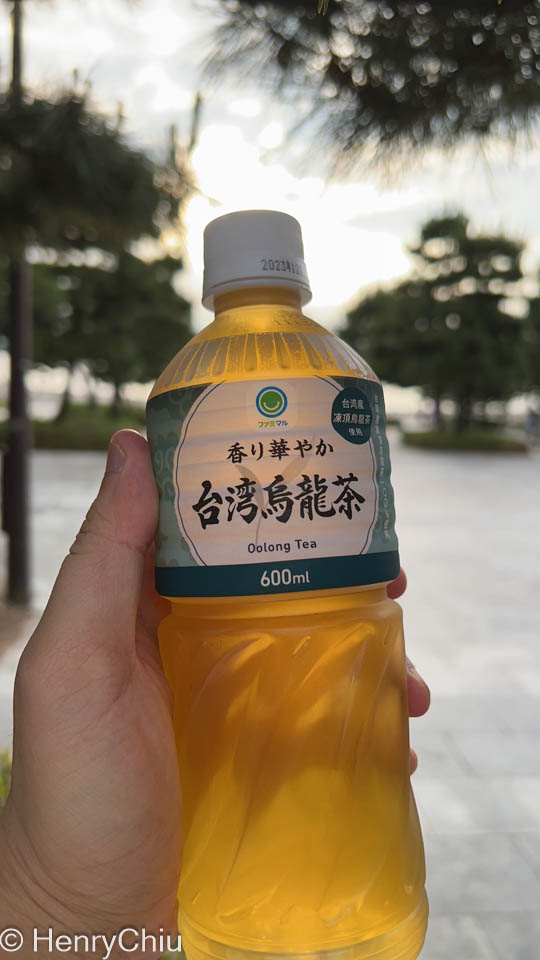 ファミマル
台湾産
凍頂烏龍茶
使用
香り華やか
台湾烏龍茶
Oolong Tea
600ml
© HenryChiu